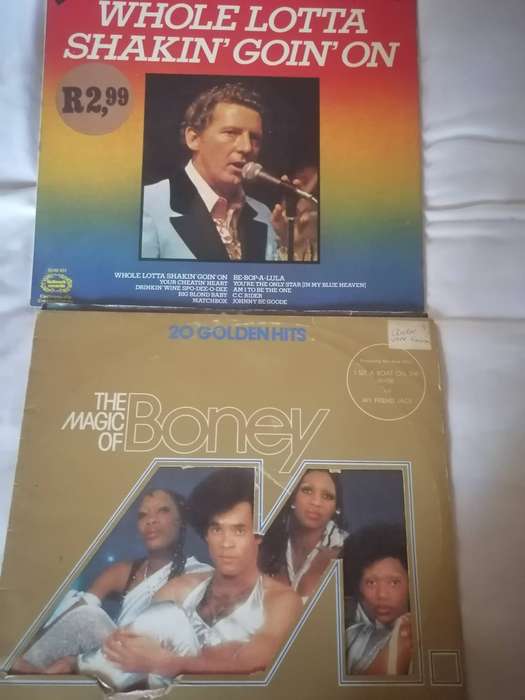 WHOLE LOTTA
SHAKIN' GOIN' ON
R2,99
WHOLE LOTTA SHAKIN' GOIN' ON
YOUR CHEATIN' HEART
DRINKIN' WINE SPO-DEE-O-DEE
BIG BLOND BABY
MATCHBOX
BE-BOP-A-LULA
YOU'RE THE ONLY STAR (IN MY BLUE HEAVEN)
AM I TO BE THE ONE
C.C. RIDER
JOHNNY BE GOODE
20 GOLDEN HITS
THE
MAGIC
OF
Boney
M.
I SEE A BOAT ON THE
RIVER
MY FRIEND JACK